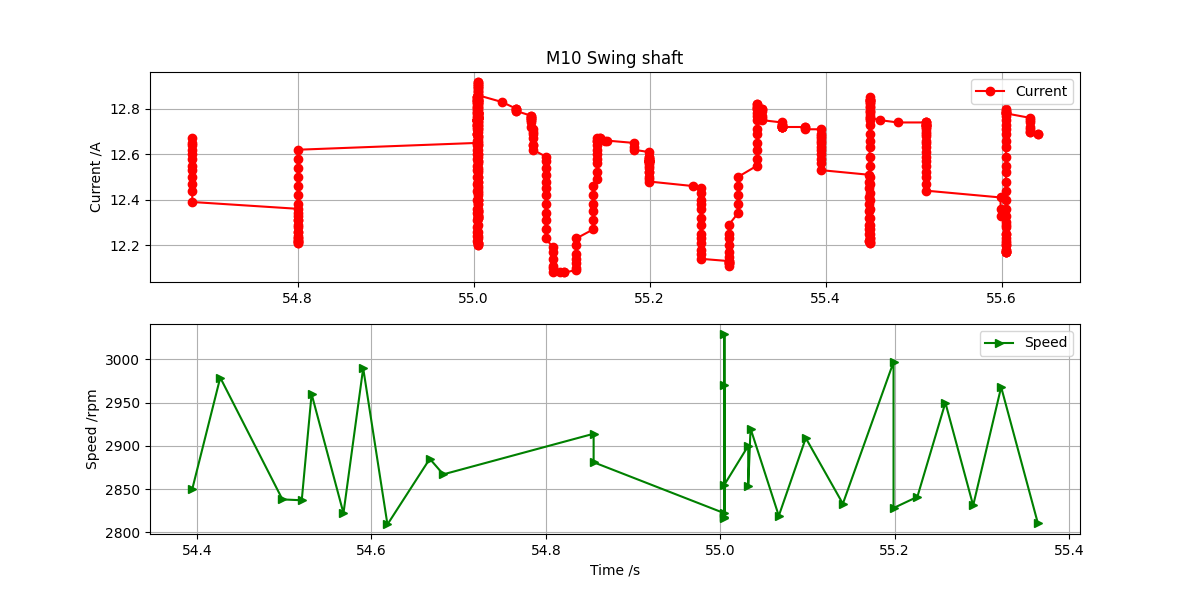 M10 Swing shaft
Current
Current /A
12.8
12.6
12.4
12.2
54.8 55.0 55.2 55.4 55.6
Speed
Speed /rpm
3000
2950
2900
2850
2800
54.4 54.6 54.8 55.0 55.2 55.4
Time /s